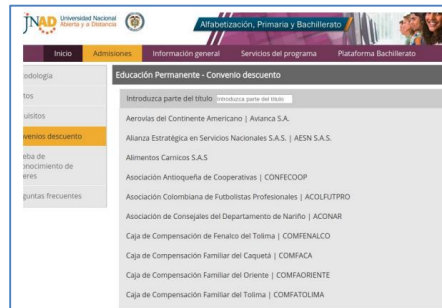 UNAD Universidad Nacional
Abierta y a Distancia
Alfabetización, Primaria y Bachillerato
Inicio Admisiones Información general Servicios del programa Plataforma Bachillerato
odología
tos
uisitos
nvenios descuento
eba de
onocimiento de
eres
guntas frecuentes
Educación Permanente - Convenio descuento
Introduzca parte del título Introduzca parte del título
Aerovías del Continente Americano | Avianca S.A.
Alianza Estratégica en Servicios Nacionales S.A.S. | AESN S.A.S.
Alimentos Carnicos S.A.S
Asociación Antioqueña de Cooperativas | CONFECOOP
Asociación Colombiana de Futbolistas Profesionales | ACOLFUTPRO
Asociación de Consejales del Departamento de Nariño | ACONAR
Caja de Compensación de Fenalco del Tolima | COMFENALCO
Caja de Compensación Familiar del Caquetá | COMFACA
Caja de Compensación Familiar del Oriente | COMFAORIENTE
Caja de Compensación Familiar del Tolima | COMFATOLIMA